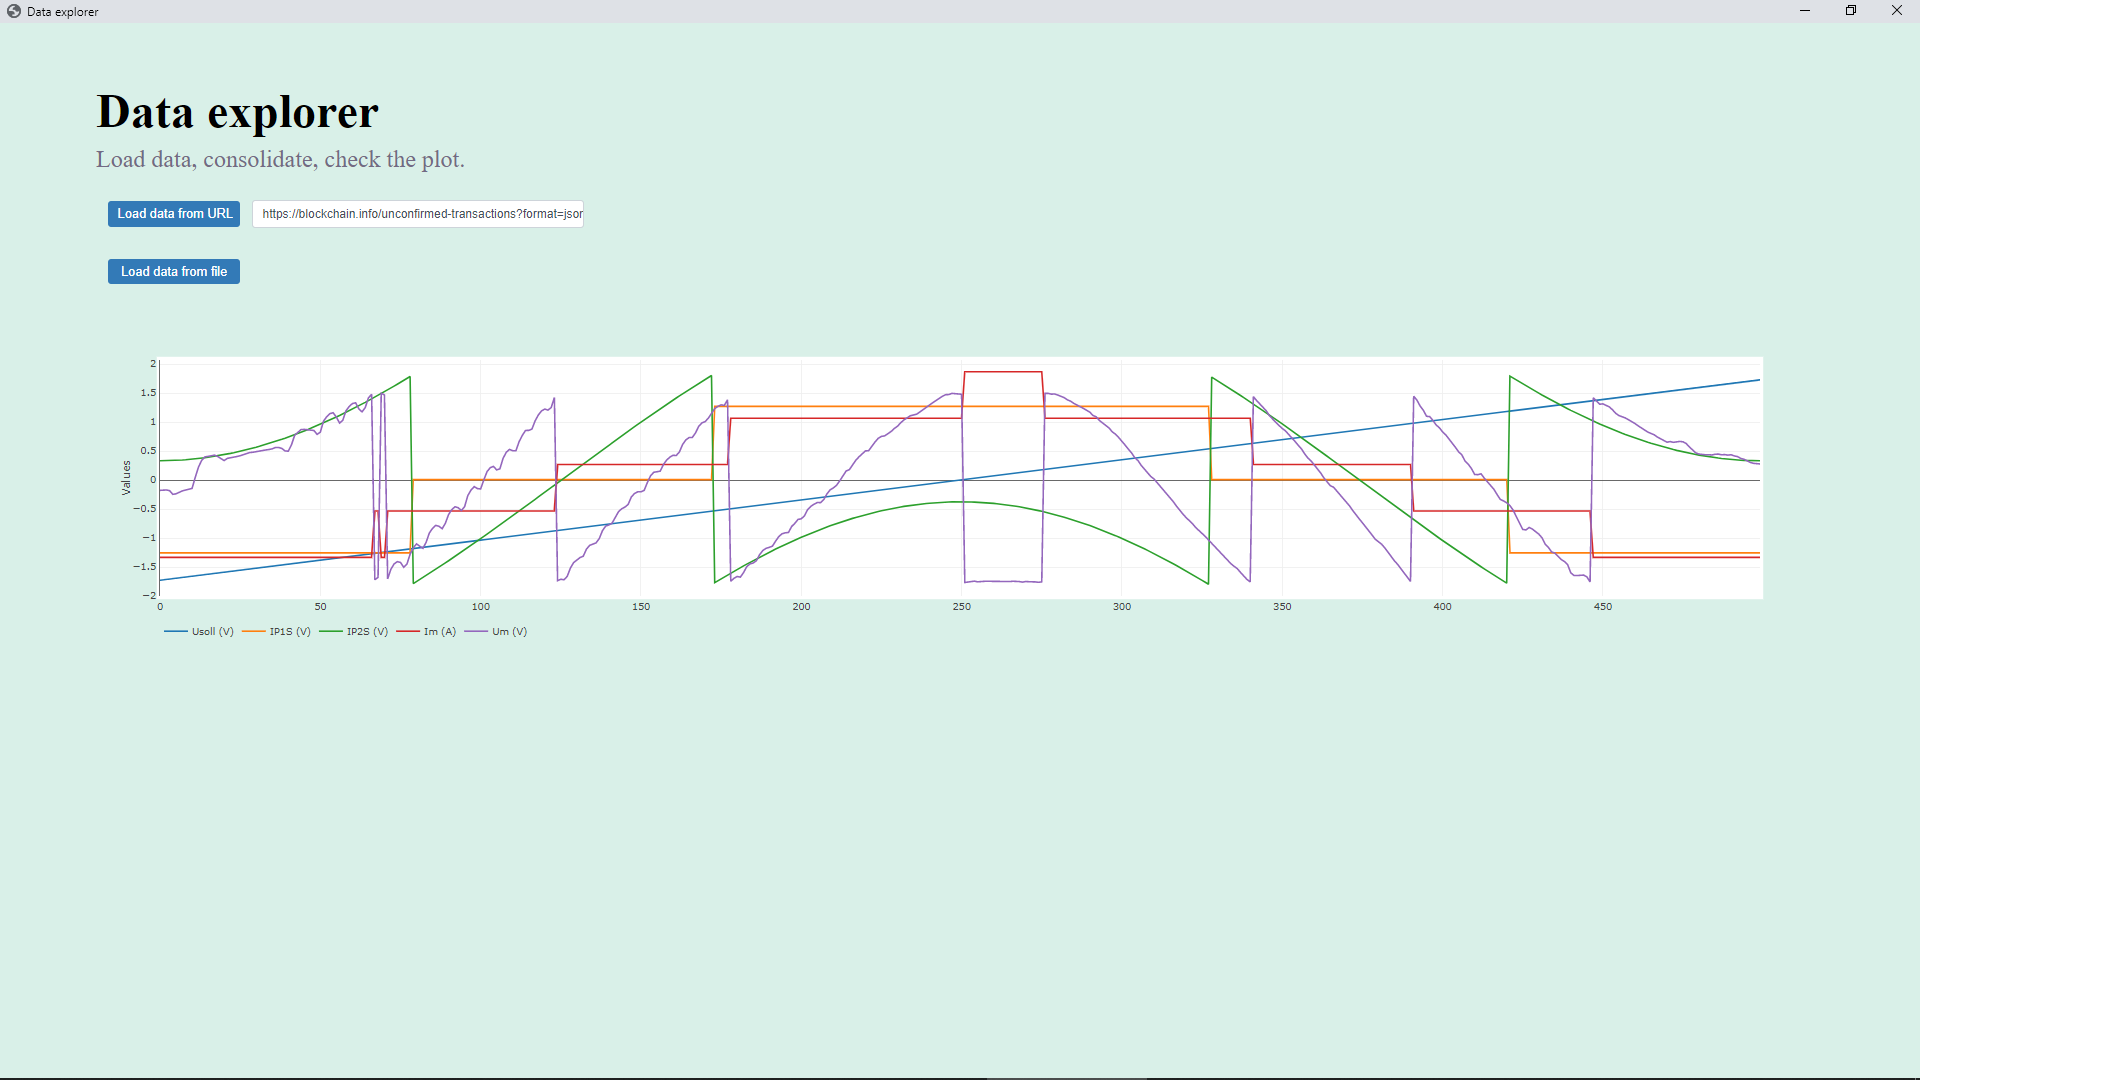 Data explorer
Data explorer
Load data, consolidate, check the plot.
Load data from URL https://blockchain.info/unconfirmed-transactions?format=jsor
Load data from file
2
1.5
1
0.5
0
−0.5
−1
−1.5
−2
Values
0 50 100 150 200 250 300 350 400 450
Usoll (V) IP1S (V) IP2S (V) Im (A) Um (V)